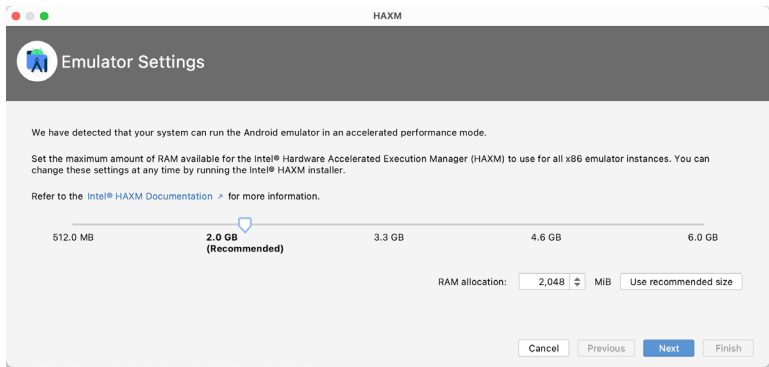 HAXM
Emulator Settings
We have detected that your system can run the Android emulator in an accelerated performance mode.
Set the maximum amount of RAM available for the Intel® Hardware Accelerated Execution Manager (HAXM) to use for all x86 emulator instances. You can
change these settings at any time by running the Intel® HAXM installer.
Refer to the Intel® HAXM Documentation ↗ for more information.
512.0 MB 2.0 GB 3.3 GB 4.6 GB 6.0 GB
(Recommended)
RAM allocation: 2,048 MiB Use recommended size
Cancel Previous Next Finish